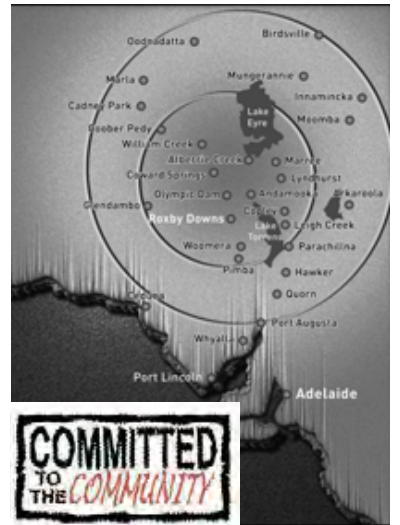 Birdsville
Oodnadatta
Mungerannie
Marla
Innamincka
Cadney Park
Lake
Eyre
Moomba
Coober Pedy
William Creek
Alberrie Creek
Marree
Coward Springs
Lyndhurst
Olympic Dam
Andamooka
Arkaroola
Glendambo
Copley
Roxby Downs
Lake
Torrens
Leigh Creek
Woomera
Parachilna
Pimba
Hawker
Quorn
Ceduna
Port Augusta
Whyalla
Port Lincoln
Adelaide
COMMITTED
TO
THE COMMUNITY